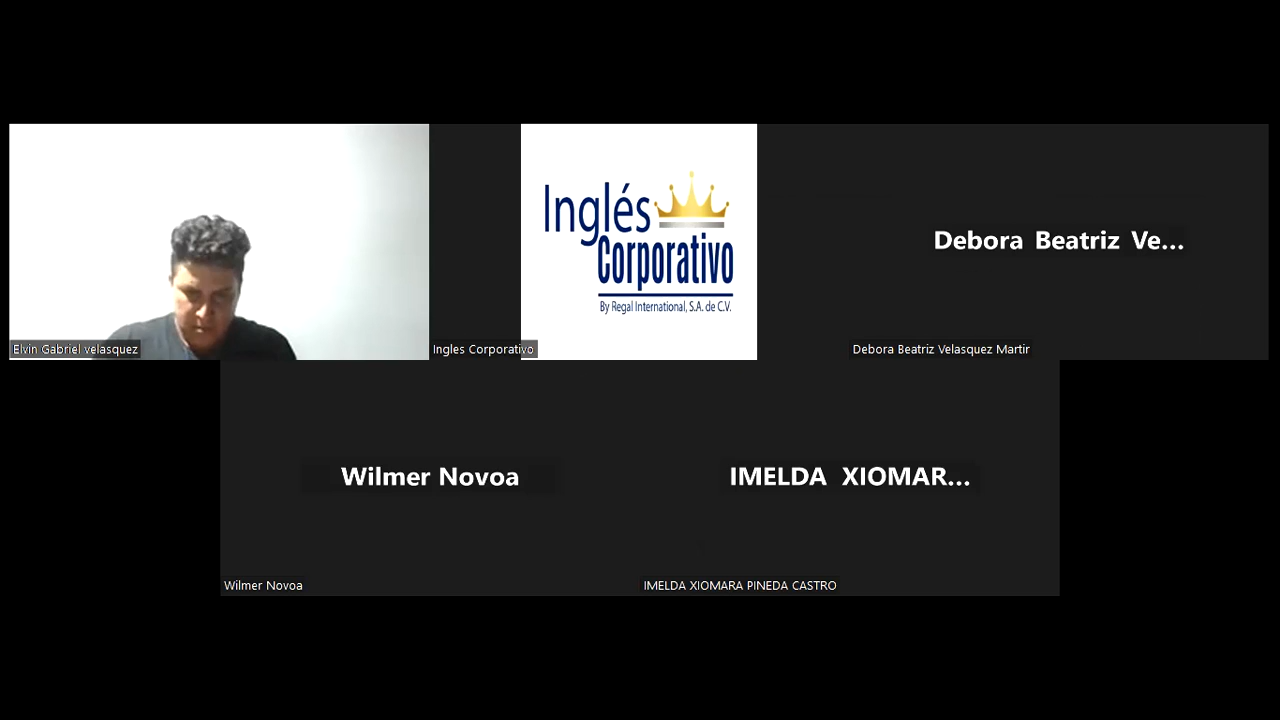 Inglés
Corporativo
By Regal International, S.A. de C.V.
Debora Beatriz Ve...
Elvin Gabriel velasquez
Ingles Corporativo
Debora Beatriz Velasquez Martir
Wilmer Novoa
IMELDA XIOMAR...
Wilmer Novoa
IMELDA XIOMARA PINEDA CASTRO